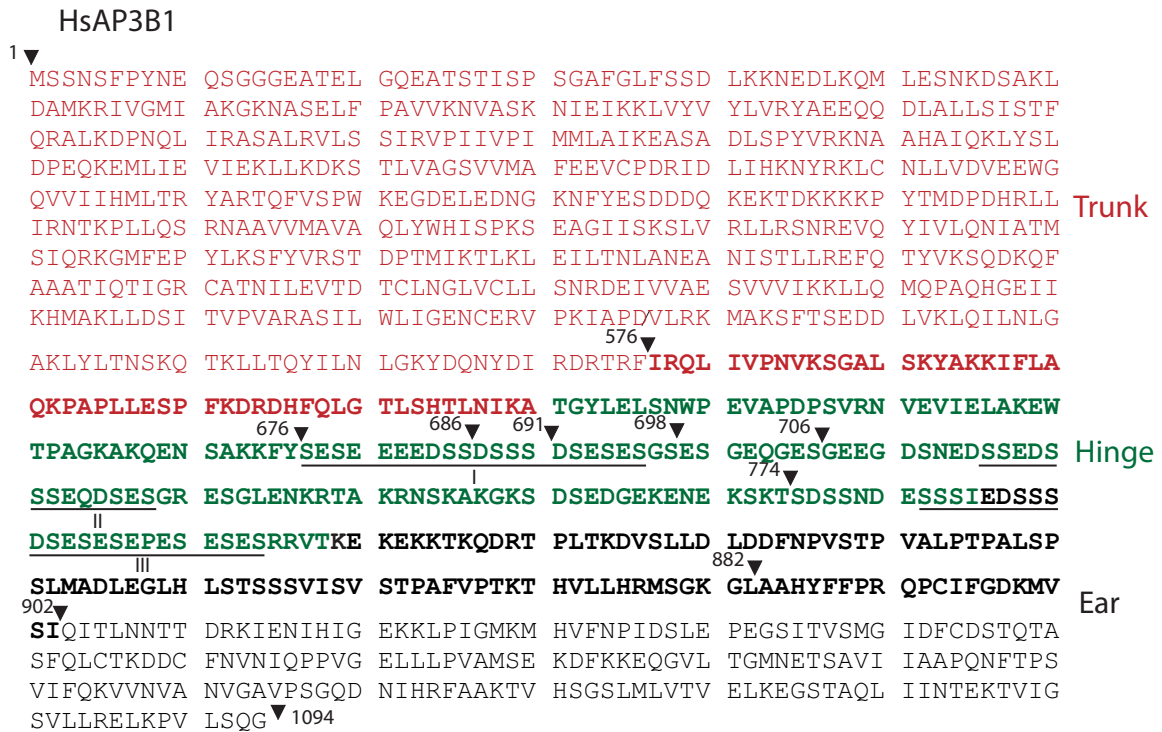 HsAP3B1
1
MSSNSFPYNE QSGGGEATEL GQEATSTISP SGAFGLFSSD LKKNEDLKQM LESNKDSAKL
DAMKRIVGMI AKGKNASELF PAVVKNVASK NIEIKKLVYV YLVRYAEEQQ DLALLSISTF
QRALKDPNQL IRASALRVLS SIRVPIIVPI MMLAIKEASA DLSPYVRKNA AHAIQKLYSL
DPEQKEMLIE VIEKLLKDKS TLVAGSVVMA FEEVCPDRID LIHKNYRKLC NLLVDVEEWG
QVVIIHMLTR YARTQFVSPW KEGDELEDNG KNFYESDDDQ KEKTDKKKKP YTMDPDHRLL
Trunk
IRNTKPLLQS RNAAVVMAVA QLYWHISPKS EAGIISKSLV RLLRSNREVQ YIVLQNIATM
SIQRKGMFEP YLKSFYVRST DPTMIKTLKL EILTNLANEA NISTLLREFQ TYVKSQDKQF
AAATIQTIGR CATNILEVTD TCLNGLVCLL SNRDEIVVAE SVVVIKKLLQ MQPAQHGEII
KHMAKLLDSI TVPVARASIL WLIGENCERV PKIAPDVLRK MAKSFTSEDD LVKLQILNLG
576
AKLYLTNSKQ TKLLTQYILN LGKYDQNYDI RDRTRFIRQL IVPNVKSGAL SKYAKKIFLA
QKPAPLLESP FKDRDHFQLG TLSHTLNIKA TGYLELSNWP EVAPDPSVRN VEVIELAKEW
676 686 691 698 706
TPAGKAKQEN SAKKFYSESE EEEDSSDSSS DSESESGSES GEQGESGEEG DSNEDSSEDS
Hinge
I 774
SSEQDSESGR ESGLENKRTA KRNSKAKGKS DSEDGEKENE KSKTSDSSND ESSSIEDSSS
II
DSESESEPES ESESRRVTKE KEKKTKQDRT PLTKDVSLLD LDDFNPVSTP VALPTPALSP
III 882
SLMADLEGLH LSTSSSVISV STPAFVPTKT HVLLHRMSGK GLAAHYFFPR QPCIFGDKMV
Ear
902
SIQITLNNTT DRKIENIHIG EKKLPIGMKM HVFNPIDSLE PEGSITVSMG IDFCDSTQTA
SFQLCTKDDC FNVNIQPPVG ELLLPVAMSE KDFKKEQGVL TGMNETSAVI IAAPQNFTPS
VIFQKVVNVA NVGAVPSGQD NIHRFAAKTV HSGSLMLVTV ELKEGSTAQL IINTEKTVIG
SVLLRELKPV LSQG 1094